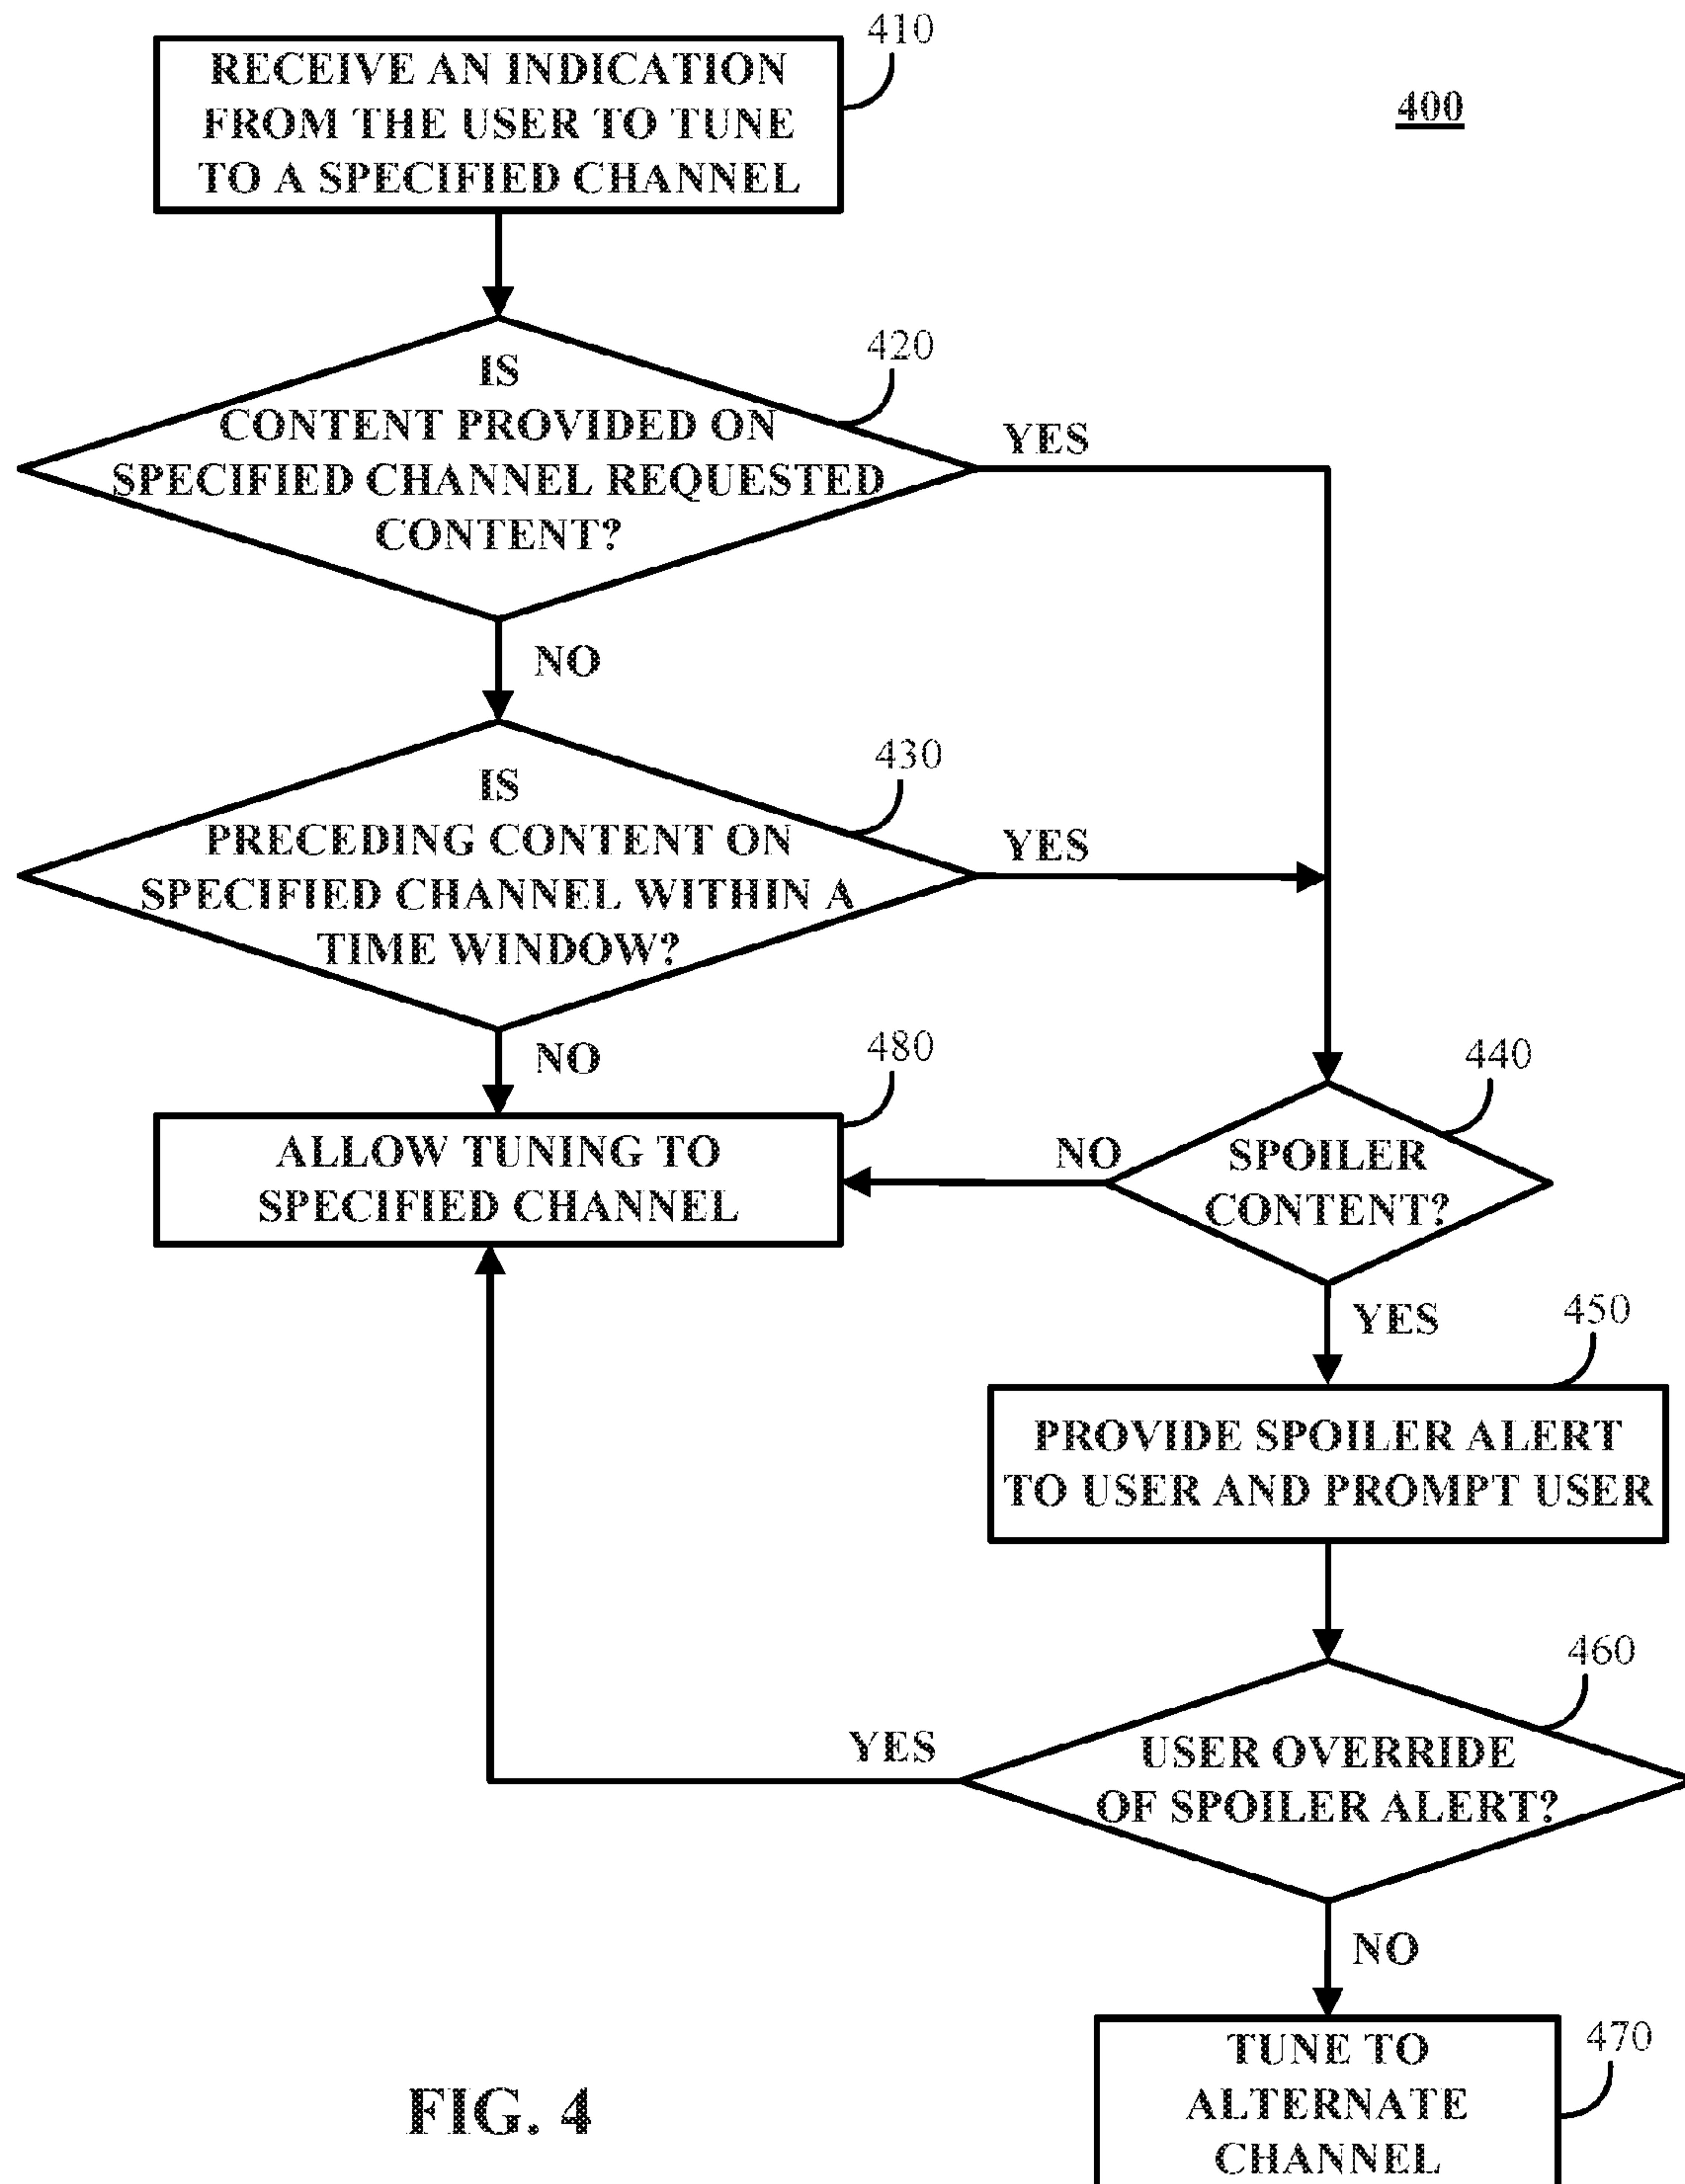 410
RECEIVE AN INDICATION
FROM THE USER TO TUNE
TO A SPECIFIED CHANNEL
400
420
IS
CONTENT PROVIDED ON
SPECIFIED CHANNEL REQUESTED
CONTENT?
YES
NO
430
IS
PRECEDING CONTENT ON
SPECIFIED CHANNEL WITHIN A
TIME WINDOW?
YES
NO
480
ALLOW TUNING TO
SPECIFIED CHANNEL
440
NO
SPOILER
CONTENT?
YES
450
PROVIDE SPOILER ALERT
TO USER AND PROMPT USER
460
YES
USER OVERRIDE
OF SPOILER ALERT?
NO
470
TUNE TO
ALTERNATE
CHANNEL
FIG. 4